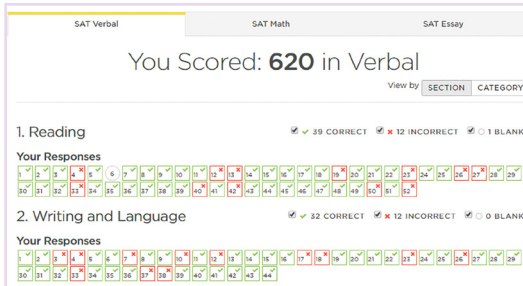 SAT Verbal SAT Math SAT Essay
You Scored: 620 in Verbal
View by SECTION CATEGORY
1. Reading ✓ 39 CORRECT × 12 INCORRECT ○ 1 BLANK
Your Responses
1 2 3 4 5 6 7 8 9 10 11 12 13 14 15 16 17 18 19 20 21 22 23 24 25 26 27 28 29
30 31 32 33 34 35 36 37 38 39 40 41 42 43 44 45 46 47 48 49 50 51 52
2. Writing and Language ✓ 32 CORRECT × 12 INCORRECT ○ 0 BLANK
Your Responses
1 2 3 4 5 6 7 8 9 10 11 12 13 14 15 16 17 18 19 20 21 22 23 24 25 26 27 28 29
30 31 32 33 34 35 36 37 38 39 40 41 42 43 44